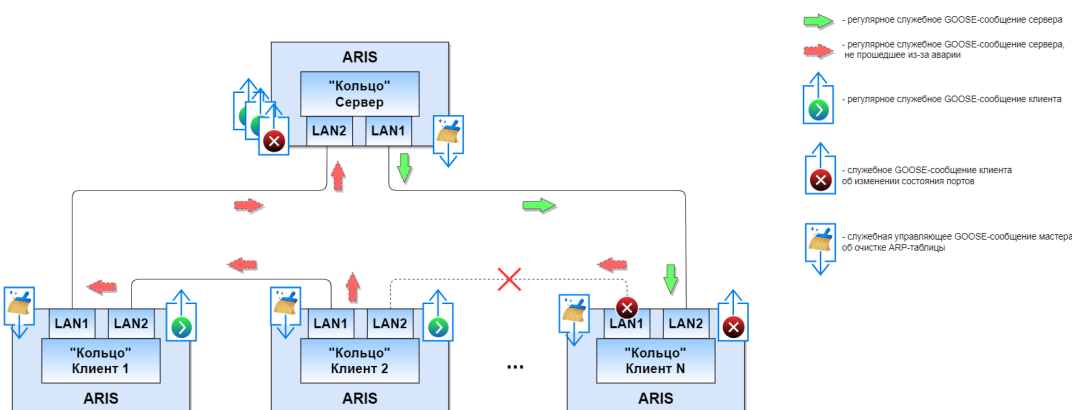 - регулярное служебное GOOSE-сообщение сервера
- регулярное служебное GOOSE-сообщение сервера,
не прошедшее из-за аварии
- регулярное служебное GOOSE-сообщение клиента
- служебное GOOSE-сообщение клиента
об изменении состояния портов
- служебная управляющее GOOSE-сообщение мастера
об очистке ARP-таблицы
ARIS
"Кольцо"
Сервер
LAN2
LAN1
LAN1
LAN2
"Кольцо"
Клиент 1
ARIS
LAN1
LAN2
"Кольцо"
Клиент 2
ARIS
...
LAN1
LAN2
"Кольцо"
Клиент N
ARIS